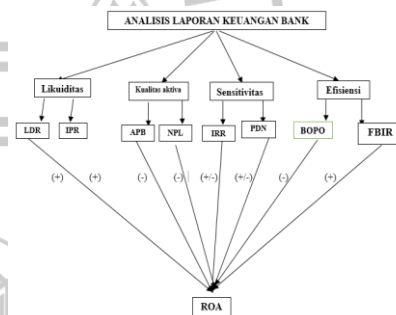 ANALISIS LAPORAN KEUANGAN BANK
Likuiditas Kualitas aktiva Sensitivitas Efisiensi
LDR IPR APB NPL IRR PDN BOPO FBIR
(+) (+) (-) (-) (+/-) (+/-) (-) (+)
ROA